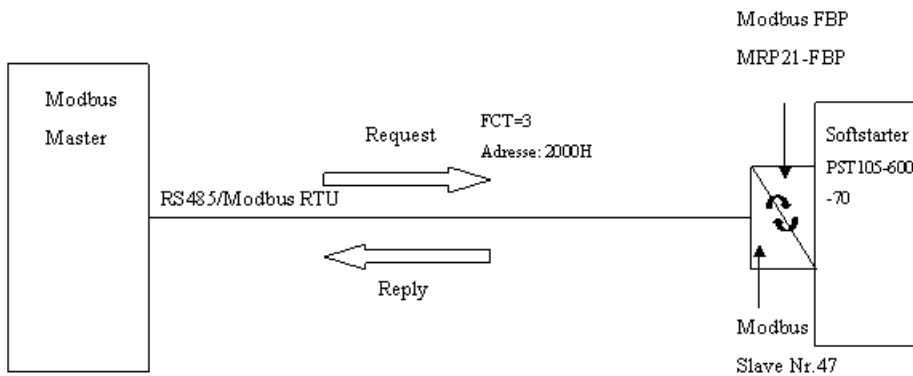 Modbus FBP
MRP21-FBP
Modbus
Master
Request
FCT=3
Adresse: 2000H
Softstarter
PST105-600
-70
RS485/Modbus RTU
Reply
Modbus
Slave Nr.47